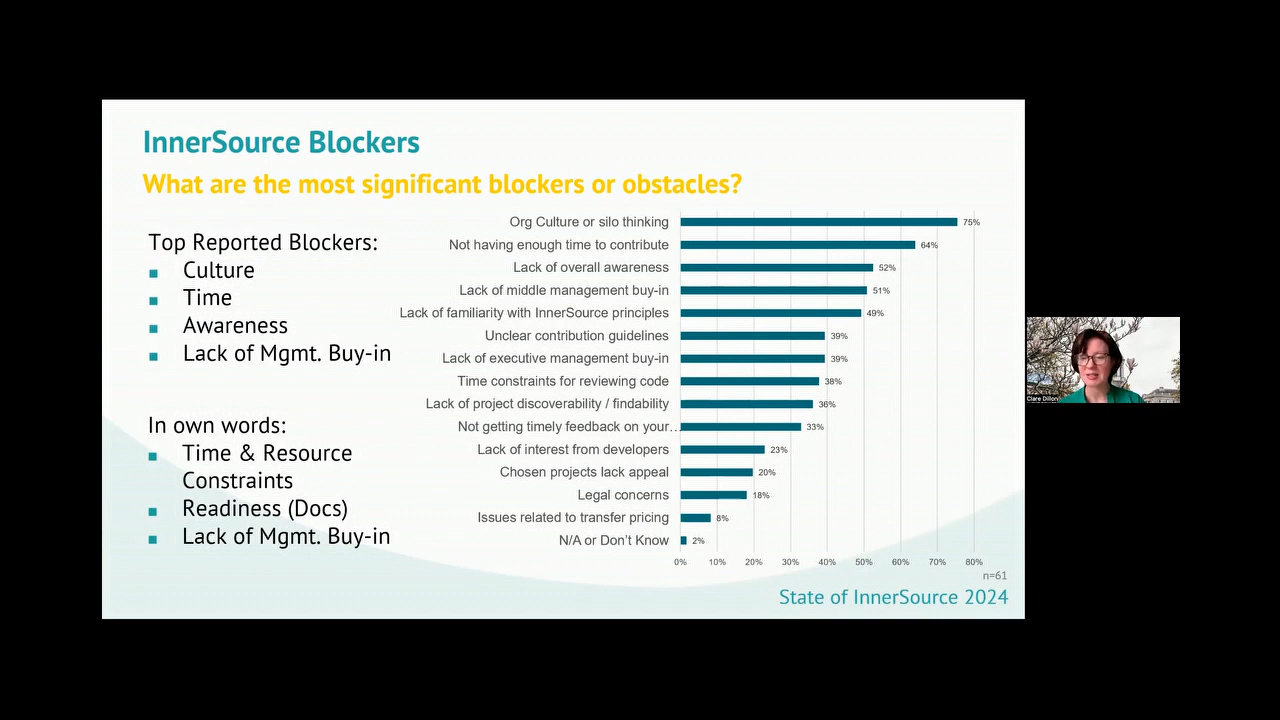 InnerSource Blockers
What are the most significant blockers or obstacles?
Top Reported Blockers:
Culture
Time
Awareness
Lack of Mgmt. Buy-in
In own words:
Time & Resource
Constraints
Readiness (Docs)
Lack of Mgmt. Buy-in
Org Culture or silo thinking 75%
Not having enough time to contribute 64%
Lack of overall awareness 52%
Lack of middle management buy-in 51%
Lack of familiarity with InnerSource principles 49%
Unclear contribution guidelines 39%
Lack of executive management buy-in 39%
Time constraints for reviewing code 38%
Lack of project discoverability / findability 36%
Not getting timely feedback on your… 33%
Lack of interest from developers 23%
Chosen projects lack appeal 20%
Legal concerns 18%
Issues related to transfer pricing 8%
N/A or Don't Know 2%
0% 10% 20% 30% 40% 50% 60% 70% 80%
n=61
State of InnerSource 2024
Clare Dillon